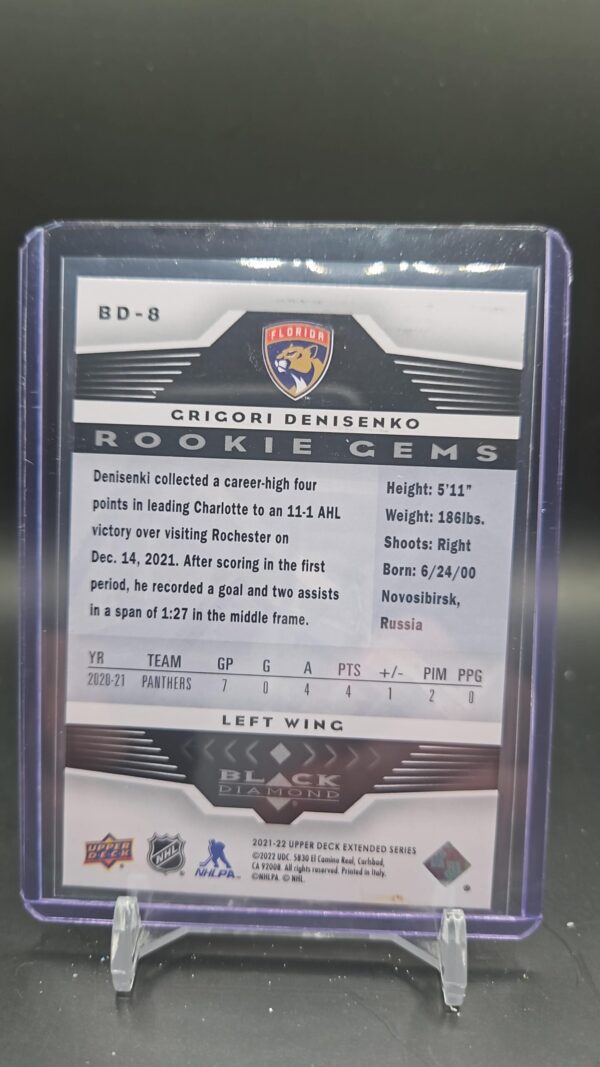 BD-8
FLORIDA
GRIGORI DENISENKO
ROOKIE GEMS
Denisenki collected a career-high four
points in leading Charlotte to an 11-1 AHL
victory over visiting Rochester on
Dec. 14, 2021. After scoring in the first
period, he recorded a goal and two assists
in a span of 1:27 in the middle frame.
Height: 5'11"
Weight: 186lbs.
Shoots: Right
Born: 6/24/00
Novosibirsk,
Russia
YR TEAM GP G A PTS +/- PIM PPG
2020-21 PANTHERS 7 0 4 4 1 2 0
LEFT WING
BLACK
DIAMOND
UPPER DECK
NHL
NHLPA
2021-22 UPPER DECK EXTENDED SERIES
©2022 UDC. 5830 El Camino Real, Carlsbad,
CA 92008. All rights reserved. Printed in Italy.
©NHLPA. © NHL.